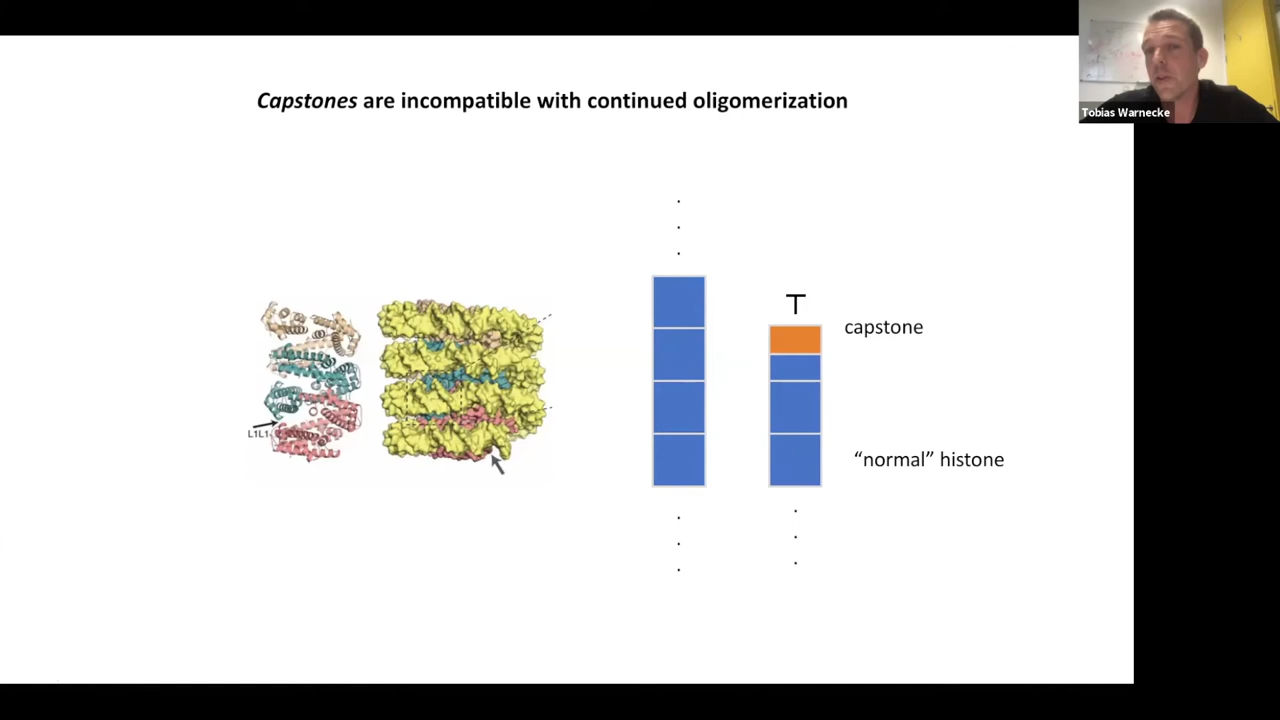 Capstones are incompatible with continued oligomerization
Tobias Warnecke
T
capstone
L1L1
"normal" histone